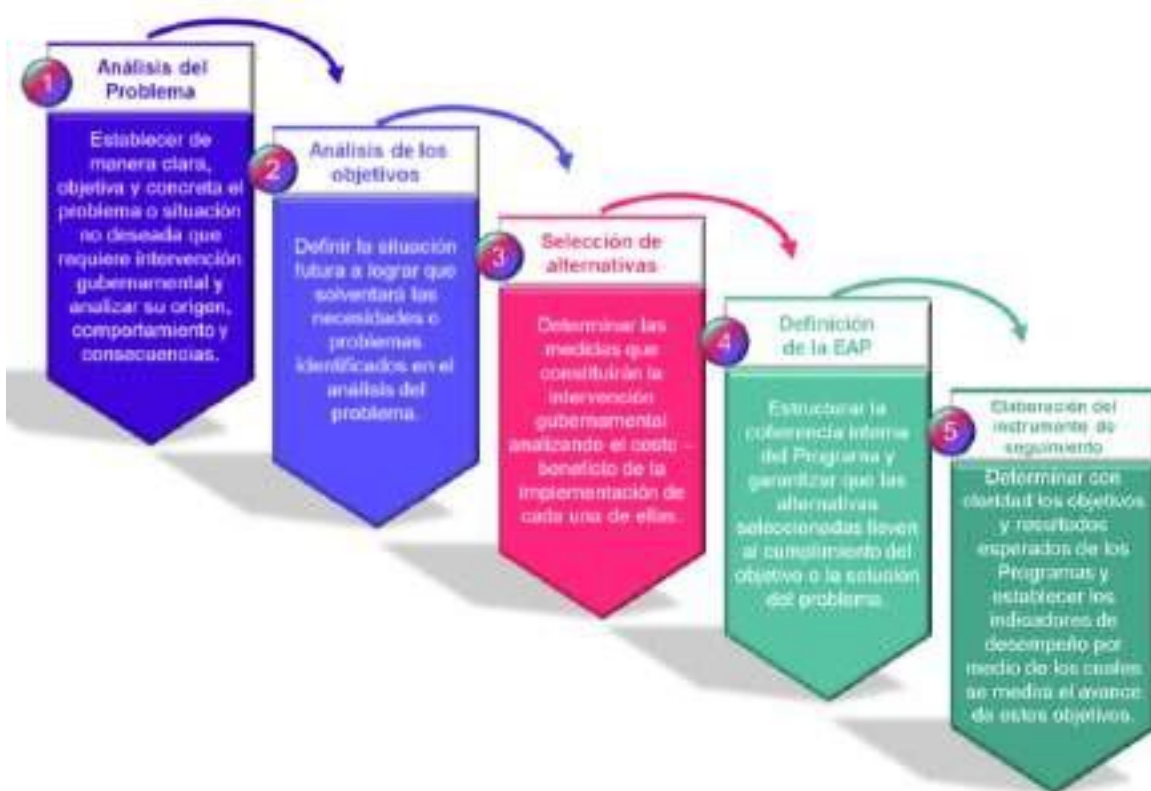 1
Análisis del
Problema
Establecer de
manera clara,
objetiva y concreta el
problema o situación
no deseada que
requiere intervención
gubernamental y
analizar su origen,
comportamiento y
consecuencias.
2
Análisis de los
objetivos
Definir la situación
futura a lograr que
solventará las
necesidades o
problemas
identificados en el
análisis del
problema.
3
Selección de
alternativas
Determinar las
medidas que
constituirán la
intervención
gubernamental
analizando el costo -
beneficio de la
implementación de
cada una de ellas.
4
Definición
de la EAP
Estructurar la
coherencia interna
del Programa y
garantizar que las
alternativas
seleccionadas lleven
al cumplimiento del
objetivo o la solución
del problema.
5
Elaboración del
instrumento de
seguimiento
Determinar con
claridad los objetivos
y resultados
esperados de los
Programas y
establecer los
indicadores de
desempeño por
medio de los cuales
se medirá el avance
de estos objetivos.